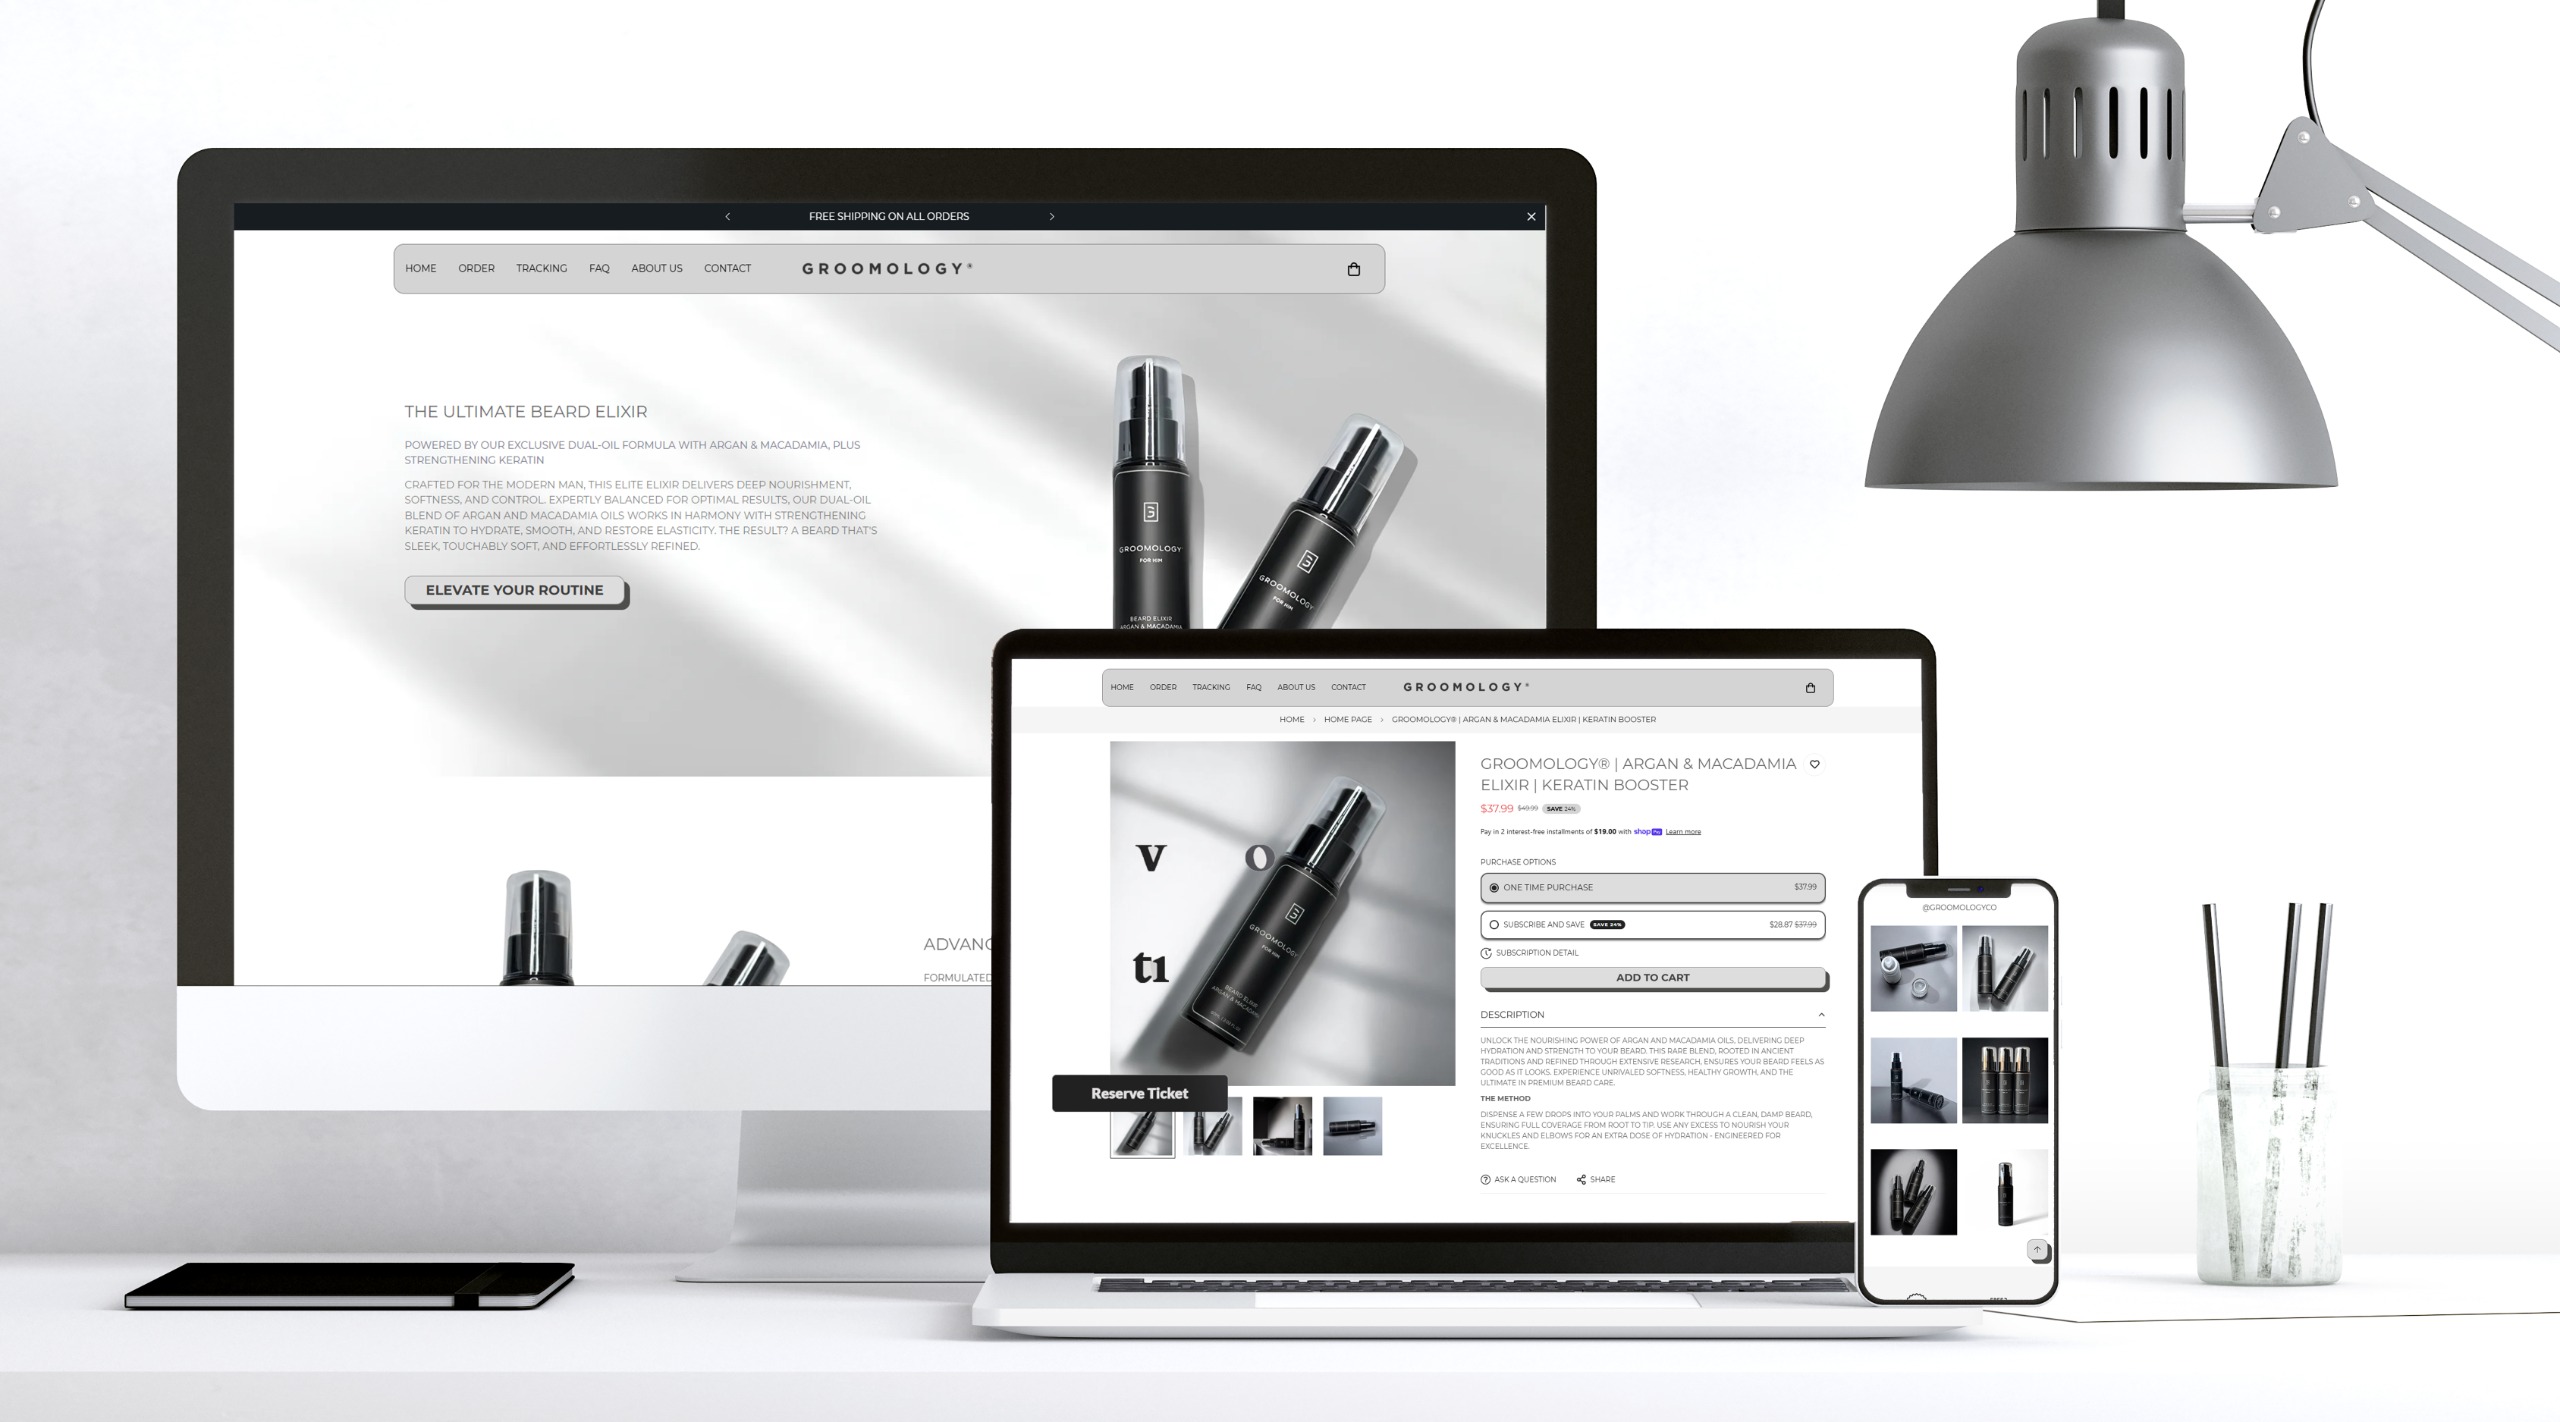 FREE SHIPPING ON ALL ORDERS
HOME ORDER TRACKING FAQ ABOUT US CONTACT GROOMOLOGY®
THE ULTIMATE BEARD ELIXIR
POWERED BY OUR EXCLUSIVE DUAL-OIL FORMULA WITH ARGAN & MACADAMIA, PLUS
STRENGTHENING KERATIN
CRAFTED FOR THE MODERN MAN, THIS ELITE ELIXIR DELIVERS DEEP NOURISHMENT,
SOFTNESS, AND CONTROL. EXPERTLY BALANCED FOR OPTIMAL RESULTS, OUR DUAL-OIL
BLEND OF ARGAN AND MACADAMIA OILS WORKS IN HARMONY WITH STRENGTHENING
KERATIN TO HYDRATE, SMOOTH, AND RESTORE ELASTICITY. THE RESULT? A BEARD THAT'S
SLEEK, TOUCHABLY SOFT, AND EFFORTLESSLY REFINED.
ELEVATE YOUR ROUTINE
GROOMOLOGY
FOR HIM
BEARD ELIXIR
ARGAN & MACADAMIA
GROOMOLOGY
FOR HIM
ADVANC
FORMULATED
HOME ORDER TRACKING FAQ ABOUT US CONTACT GROOMOLOGY®
HOME > HOME PAGE > GROOMOLOGY® | ARGAN & MACADAMIA ELIXIR | KERATIN BOOSTER
v o
tı
GROOMOLOGY
FOR HIM
BEARD ELIXIR
ARGAN & MACADAMIA
Reserve Ticket
GROOMOLOGY® | ARGAN & MACADAMIA
ELIXIR | KERATIN BOOSTER
$37.99 $49.99 SAVE 24%
Pay in 2 interest-free installments of $19.00 with shop Pay Learn more
PURCHASE OPTIONS
ONE TIME PURCHASE $37.99
SUBSCRIBE AND SAVE SAVE 24% $28.87 $37.99
SUBSCRIPTION DETAIL
ADD TO CART
DESCRIPTION
UNLOCK THE NOURISHING POWER OF ARGAN AND MACADAMIA OILS, DELIVERING DEEP
HYDRATION AND STRENGTH TO YOUR BEARD. THIS RARE BLEND, ROOTED IN ANCIENT
TRADITIONS AND REFINED THROUGH EXTENSIVE RESEARCH, ENSURES YOUR BEARD FEELS AS
GOOD AS IT LOOKS. EXPERIENCE UNRIVALED SOFTNESS, HEALTHY GROWTH, AND THE
ULTIMATE IN PREMIUM BEARD CARE.
THE METHOD
DISPENSE A FEW DROPS INTO YOUR PALMS AND WORK THROUGH A CLEAN, DAMP BEARD,
ENSURING FULL COVERAGE FROM ROOT TO TIP. USE ANY EXCESS TO NOURISH YOUR
KNUCKLES AND ELBOWS FOR AN EXTRA DOSE OF HYDRATION - ENGINEERED FOR
EXCELLENCE.
ASK A QUESTION SHARE
@GROOMOLOGYCO